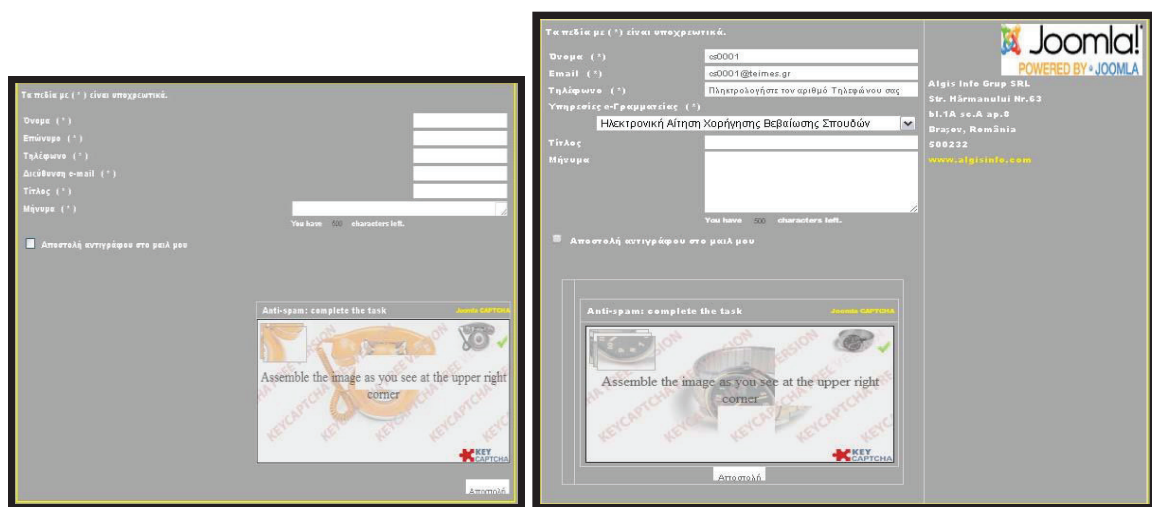 Τα πεδία με ( * ) είναι υποχρεωτικά.
Όνομα ( * )
Επώνυμο ( * )
Τηλέφωνο ( * )
Διεύθυνση e-mail ( * )
Τίτλος ( * )
Μήνυμα ( * )
You have 500 characters left.
Αποστολή αντιγράφου στο μαιλ μου
Anti-spam: complete the task Joomla CAPTCHA
Assemble the image as you see at the upper right
corner
KEY
CAPTCHA
Αποστολή
Τα πεδία με ( * ) είναι υποχρεωτικά.
Όνομα ( * ) cs0001
Email ( * ) cs0001@teimes.gr
Τηλέφωνο ( * ) Πληκτρολογήστε τον αριθμό Τηλεφώνου σας
Υπηρεσίες e-Γραμματείας ( * )
Ηλεκτρονική Αίτηση Χορήγησης Βεβαίωσης Σπουδών
Τίτλος
Μήνυμα
You have 500 characters left.
Αποστολή αντιγράφου στο μαιλ μου
Anti-spam: complete the task Joomla CAPTCHA
Assemble the image as you see at the upper right
corner
KEY
CAPTCHA
Αποστολή
Joomla!
POWERED BY JOOMLA
Algis Info Grup SRL
Str. Hărmanului Nr.63
bl.1A sc.A ap.8
Braşov, România
500232
www.algisinfo.com